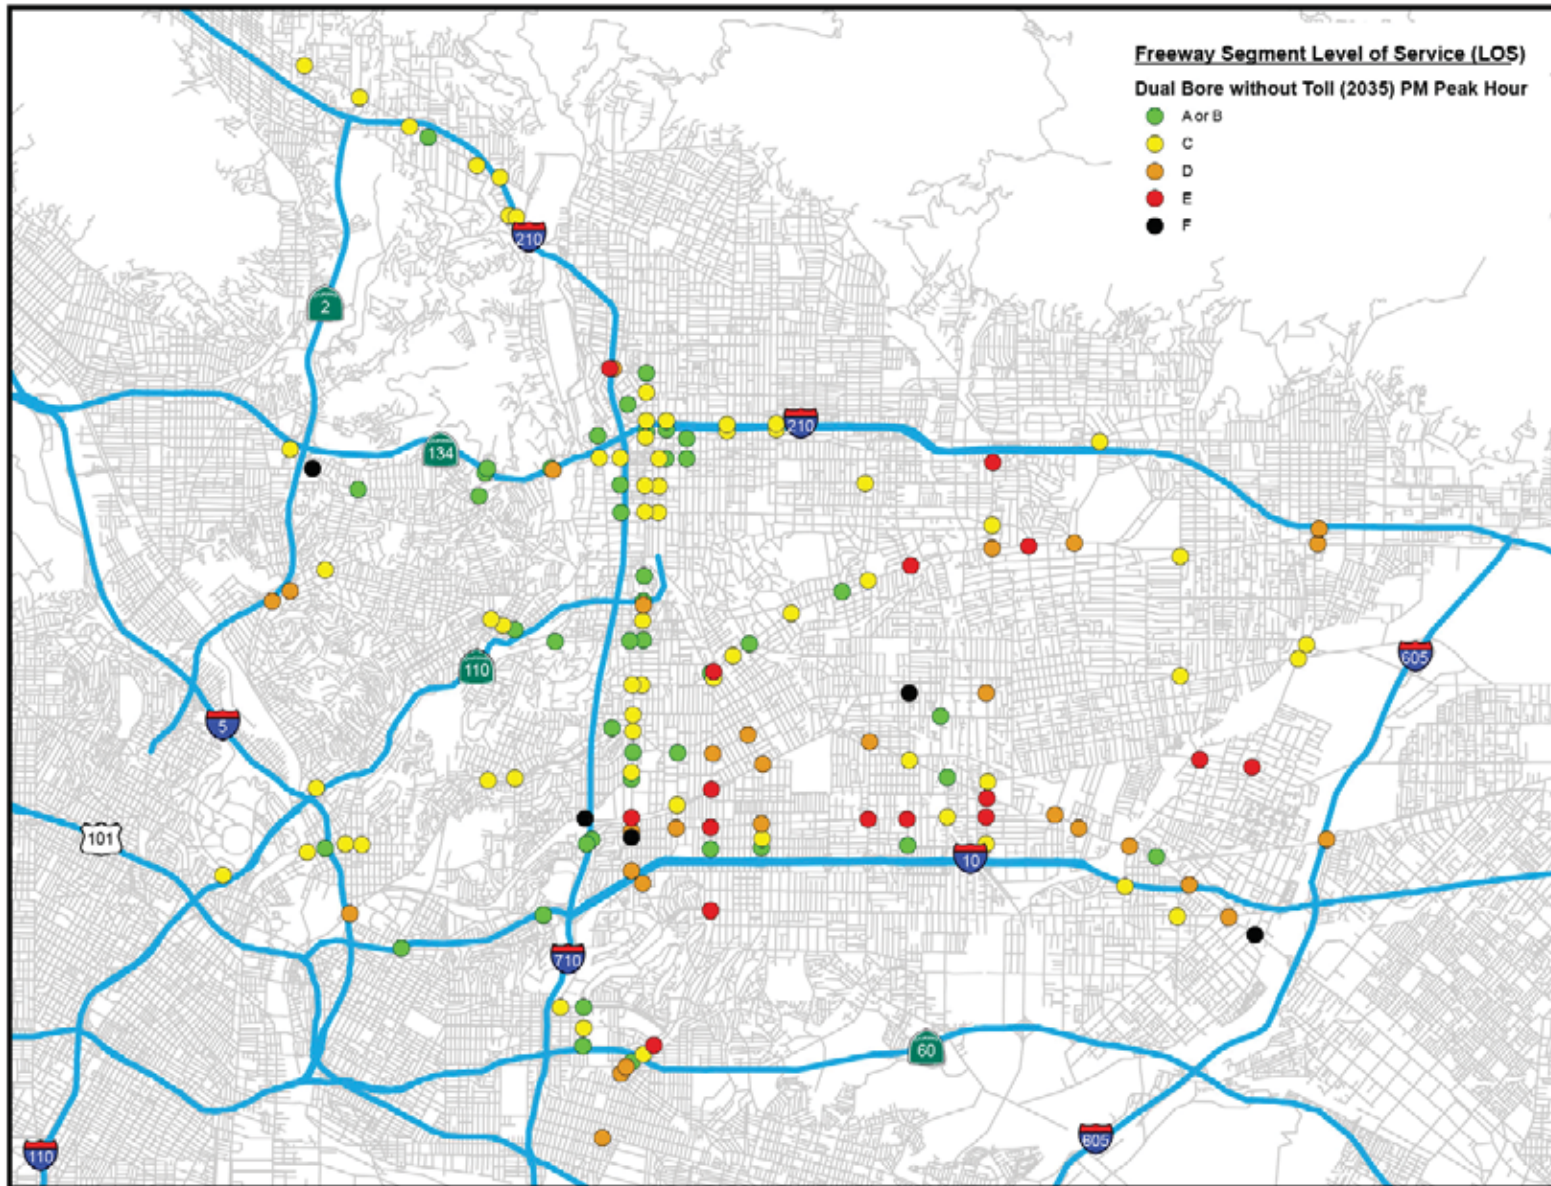 Freeway Segment Level of Service (LOS)
Dual Bore without Toll (2035) PM Peak Hour
A or B
C
D
E
F
210
2
134
210
110
605
5
101
10
710
60
605
110